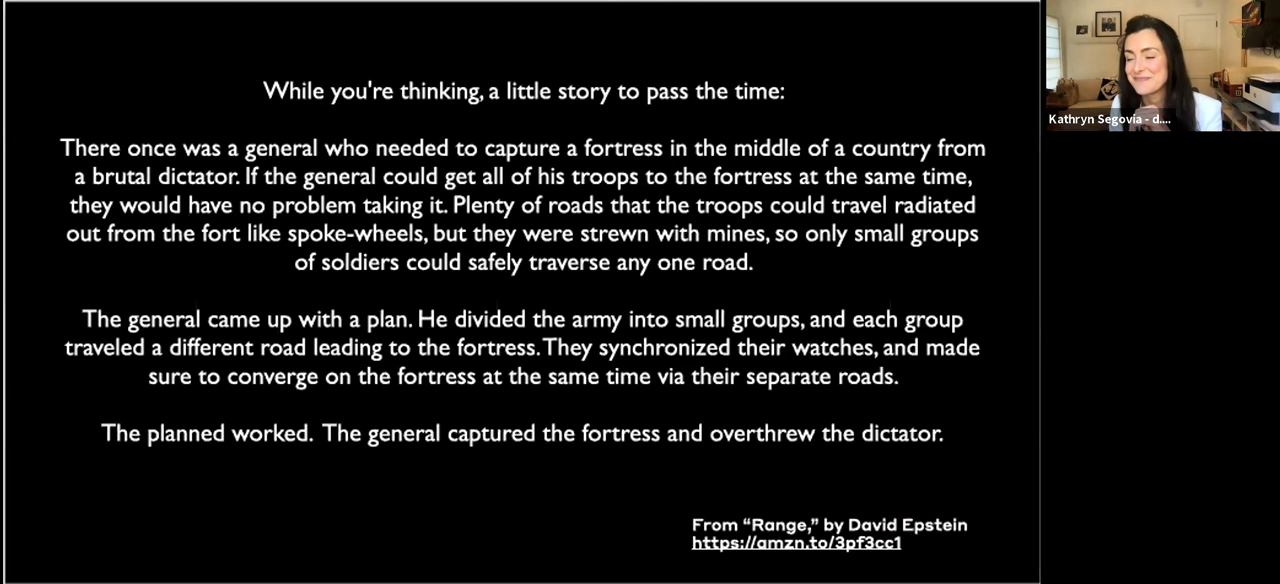 While you're thinking, a little story to pass the time:
There once was a general who needed to capture a fortress in the middle of a country from
a brutal dictator. If the general could get all of his troops to the fortress at the same time,
they would have no problem taking it. Plenty of roads that the troops could travel radiated
out from the fort like spoke-wheels, but they were strewn with mines, so only small groups
of soldiers could safely traverse any one road.
The general came up with a plan. He divided the army into small groups, and each group
traveled a different road leading to the fortress. They synchronized their watches, and made
sure to converge on the fortress at the same time via their separate roads.
The planned worked. The general captured the fortress and overthrew the dictator.
From “Range,” by David Epstein
https://amzn.to/3pf3cc1
Kathryn Segovia - d....